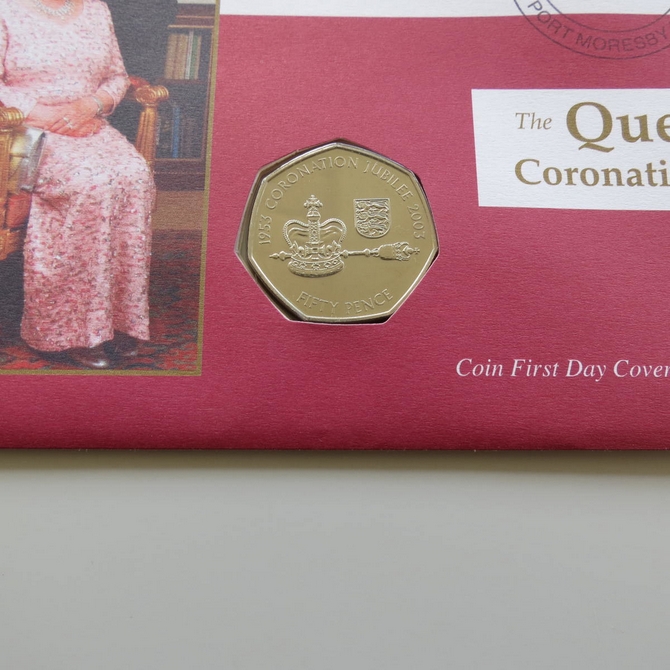 PORT MORESBY
The Que
Coronati
1953 CORONATION JUBILEE 2003
FIFTY PENCE
Coin First Day Cover